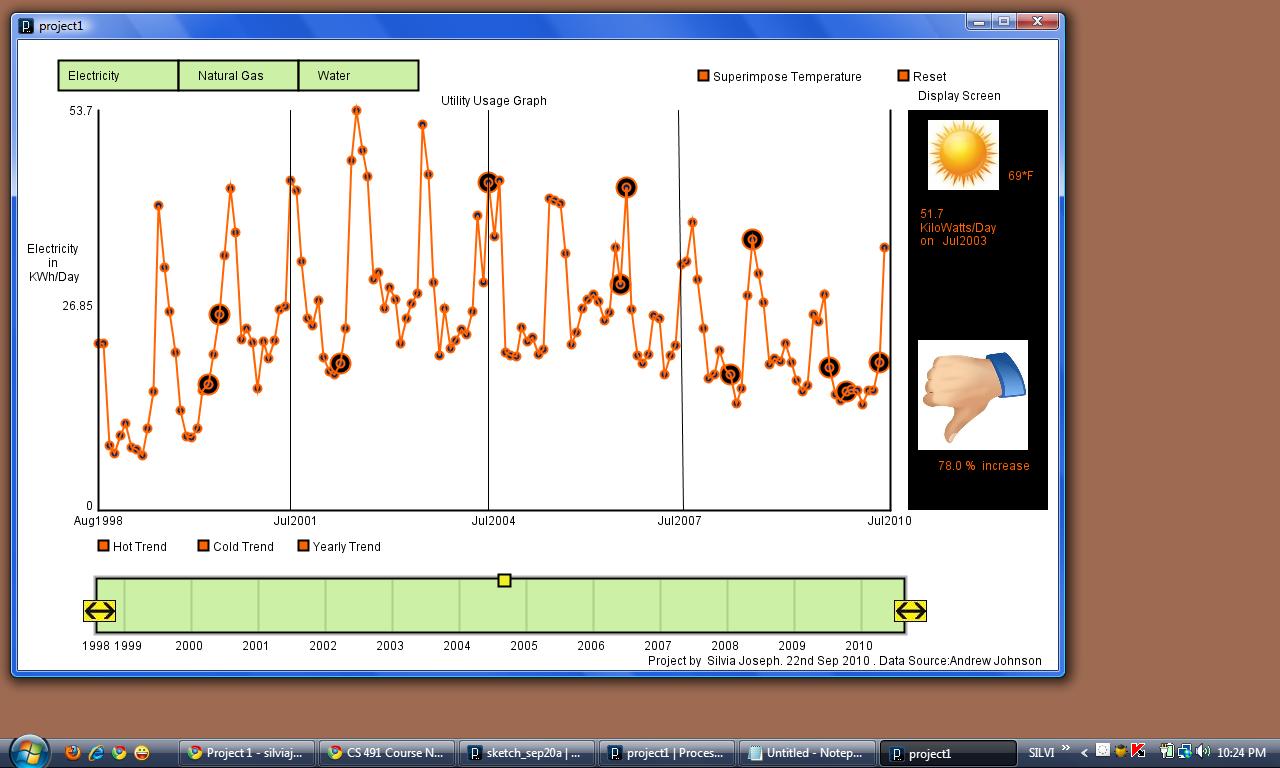 project1
Electricity Natural Gas Water
Superimpose Temperature Reset
Utility Usage Graph
Display Screen
53.7
69*F
51.7
KiloWatts/Day
on Jul2003
Electricity
in
KWh/Day
26.85
78.0 % increase
0
Aug1998 Jul2001 Jul2004 Jul2007 Jul2010
Hot Trend Cold Trend Yearly Trend
1998 1999 2000 2001 2002 2003 2004 2005 2006 2007 2008 2009 2010
Project by Silvia Joseph. 22nd Sep 2010 . Data Source:Andrew Johnson
Project 1 - silviaj... CS 491 Course N... sketch_sep20a | ... project1 | Proces... Untitled - Notep... project1 SILVI 10:24 PM